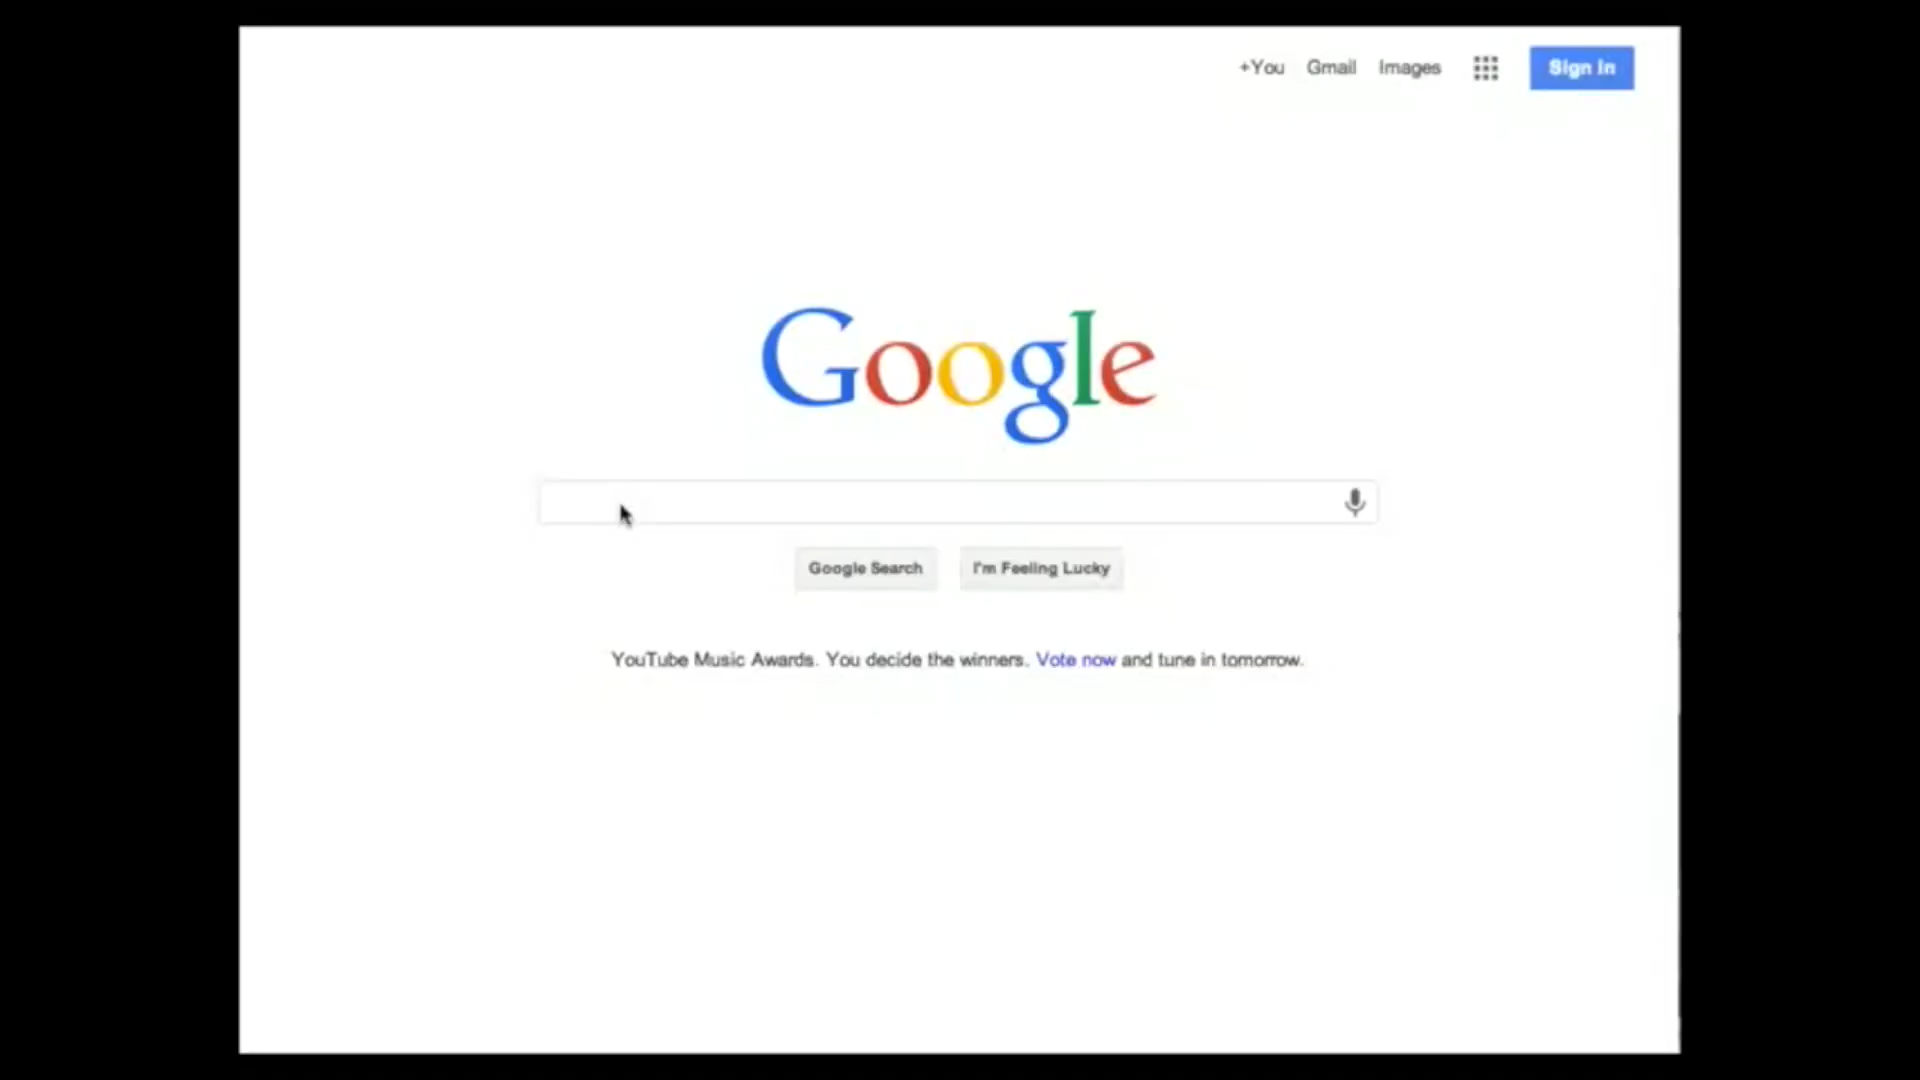 +You Gmail Images Sign in
Google
Google Search I'm Feeling Lucky
YouTube Music Awards. You decide the winners. Vote now and tune in tomorrow.